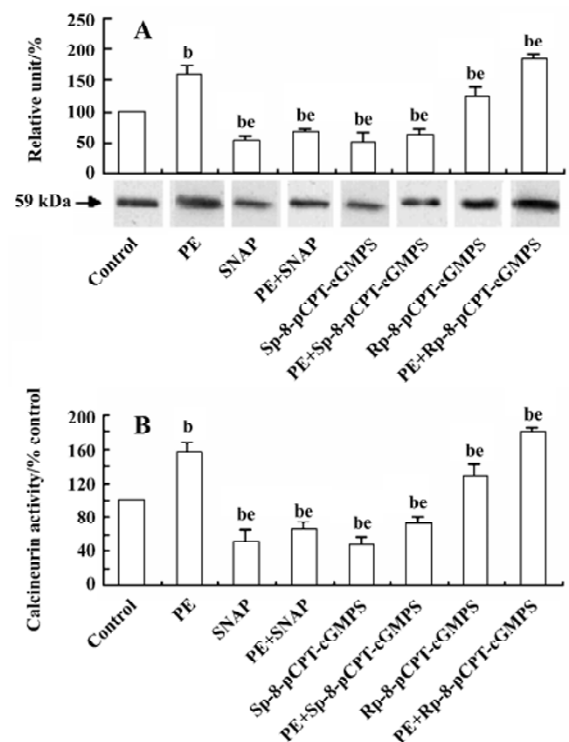 A
Relative unit/%
250
200
150
100
50
0
b
be
be
be
be
be
be
59 kDa
Control
PE
SNAP
PE+SNAP
Sp-8-pCPT-cGMPS
PE+Sp-8-pCPT-cGMPS
Rp-8-pCPT-cGMPS
PE+Rp-8-pCPT-cGMPS
B
Calcineurin activity/% control
200
160
120
80
40
0
b
be
be
be
be
be
be
Control
PE
SNAP
PE+SNAP
Sp-8-pCPT-cGMPS
PE+Sp-8-pCPT-cGMPS
Rp-8-pCPT-cGMPS
PE+Rp-8-pCPT-cGMPS